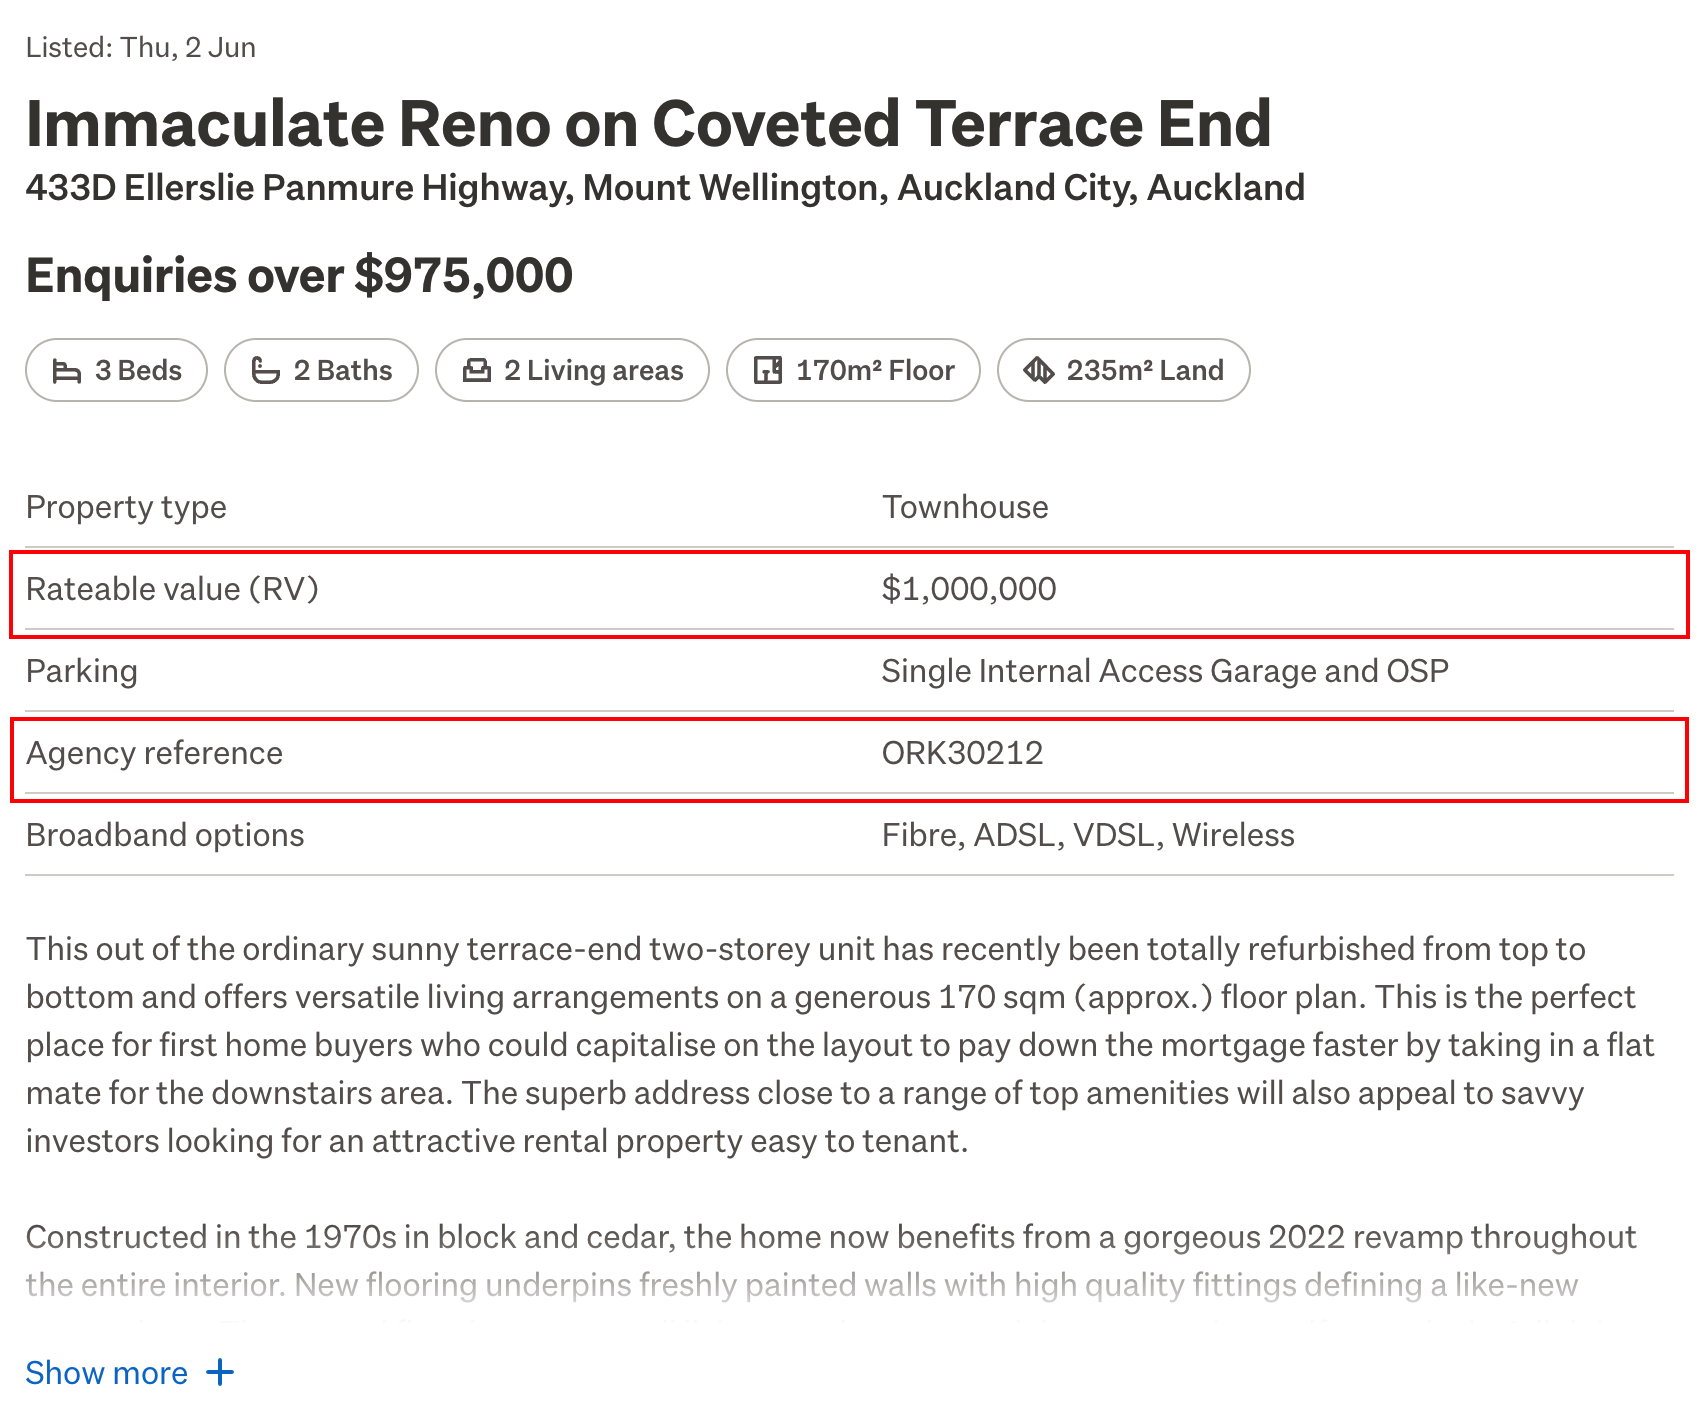 Listed: Thu, 2 Jun
Immaculate Reno on Coveted Terrace End
433D Ellerslie Panmure Highway, Mount Wellington, Auckland City, Auckland
Enquiries over $975,000
3 Beds 2 Baths 2 Living areas 170m² Floor 235m² Land
Property type Townhouse
Rateable value (RV) $1,000,000
Parking Single Internal Access Garage and OSP
Agency reference ORK30212
Broadband options Fibre, ADSL, VDSL, Wireless
This out of the ordinary sunny terrace-end two-storey unit has recently been totally refurbished from top to
bottom and offers versatile living arrangements on a generous 170 sqm (approx.) floor plan. This is the perfect
place for first home buyers who could capitalise on the layout to pay down the mortgage faster by taking in a flat
mate for the downstairs area. The superb address close to a range of top amenities will also appeal to savvy
investors looking for an attractive rental property easy to tenant.
Constructed in the 1970s in block and cedar, the home now benefits from a gorgeous 2022 revamp throughout
the entire interior. New flooring underpins freshly painted walls with high quality fittings defining a like-new
Show more